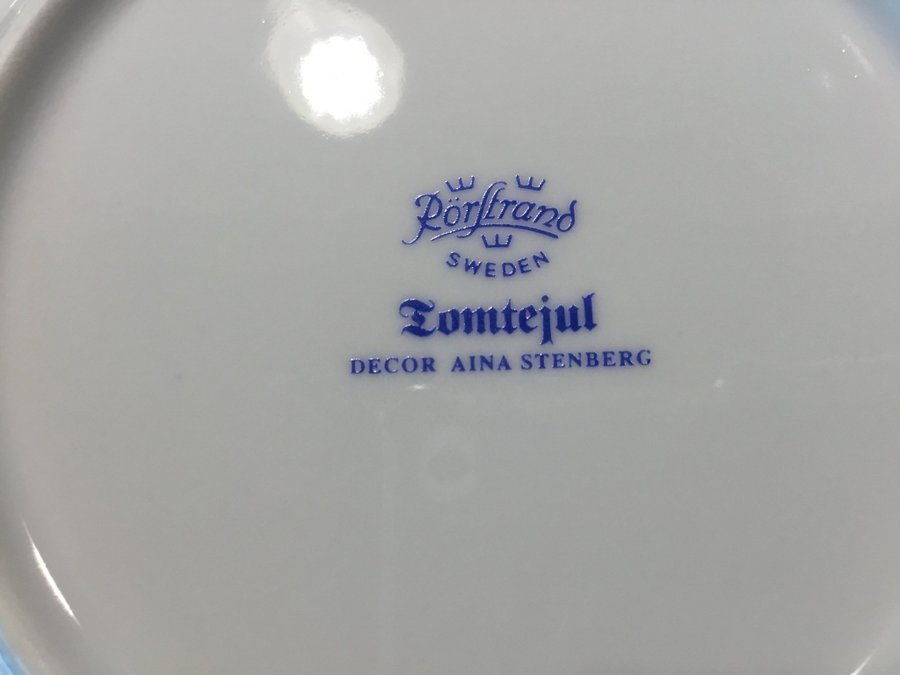 Rörstrand
SWEDEN
Tomtejul
DECOR AINA STENBERG